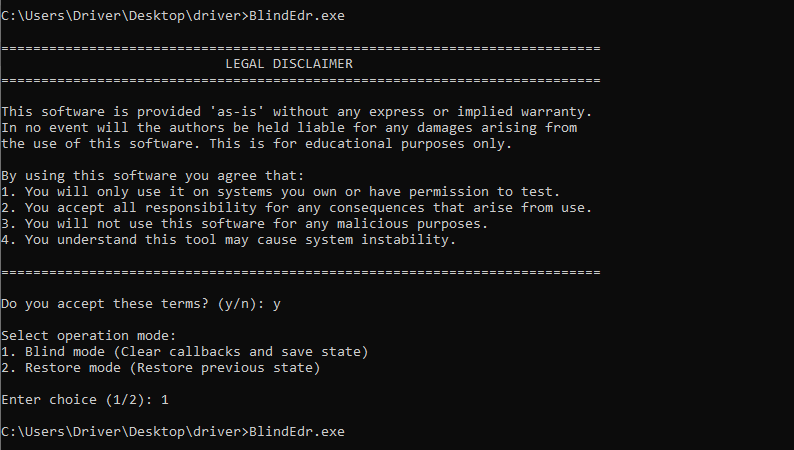 C:\Users\Driver\Desktop\driver>BlindEdr.exe
===========================================================================
LEGAL DISCLAIMER
===========================================================================
This software is provided 'as-is' without any express or implied warranty.
In no event will the authors be held liable for any damages arising from
the use of this software. This is for educational purposes only.
By using this software you agree that:
1. You will only use it on systems you own or have permission to test.
2. You accept all responsibility for any consequences that arise from use.
3. You will not use this software for any malicious purposes.
4. You understand this tool may cause system instability.
===========================================================================
Do you accept these terms? (y/n): y
Select operation mode:
1. Blind mode (Clear callbacks and save state)
2. Restore mode (Restore previous state)
Enter choice (1/2): 1
C:\Users\Driver\Desktop\driver>BlindEdr.exe